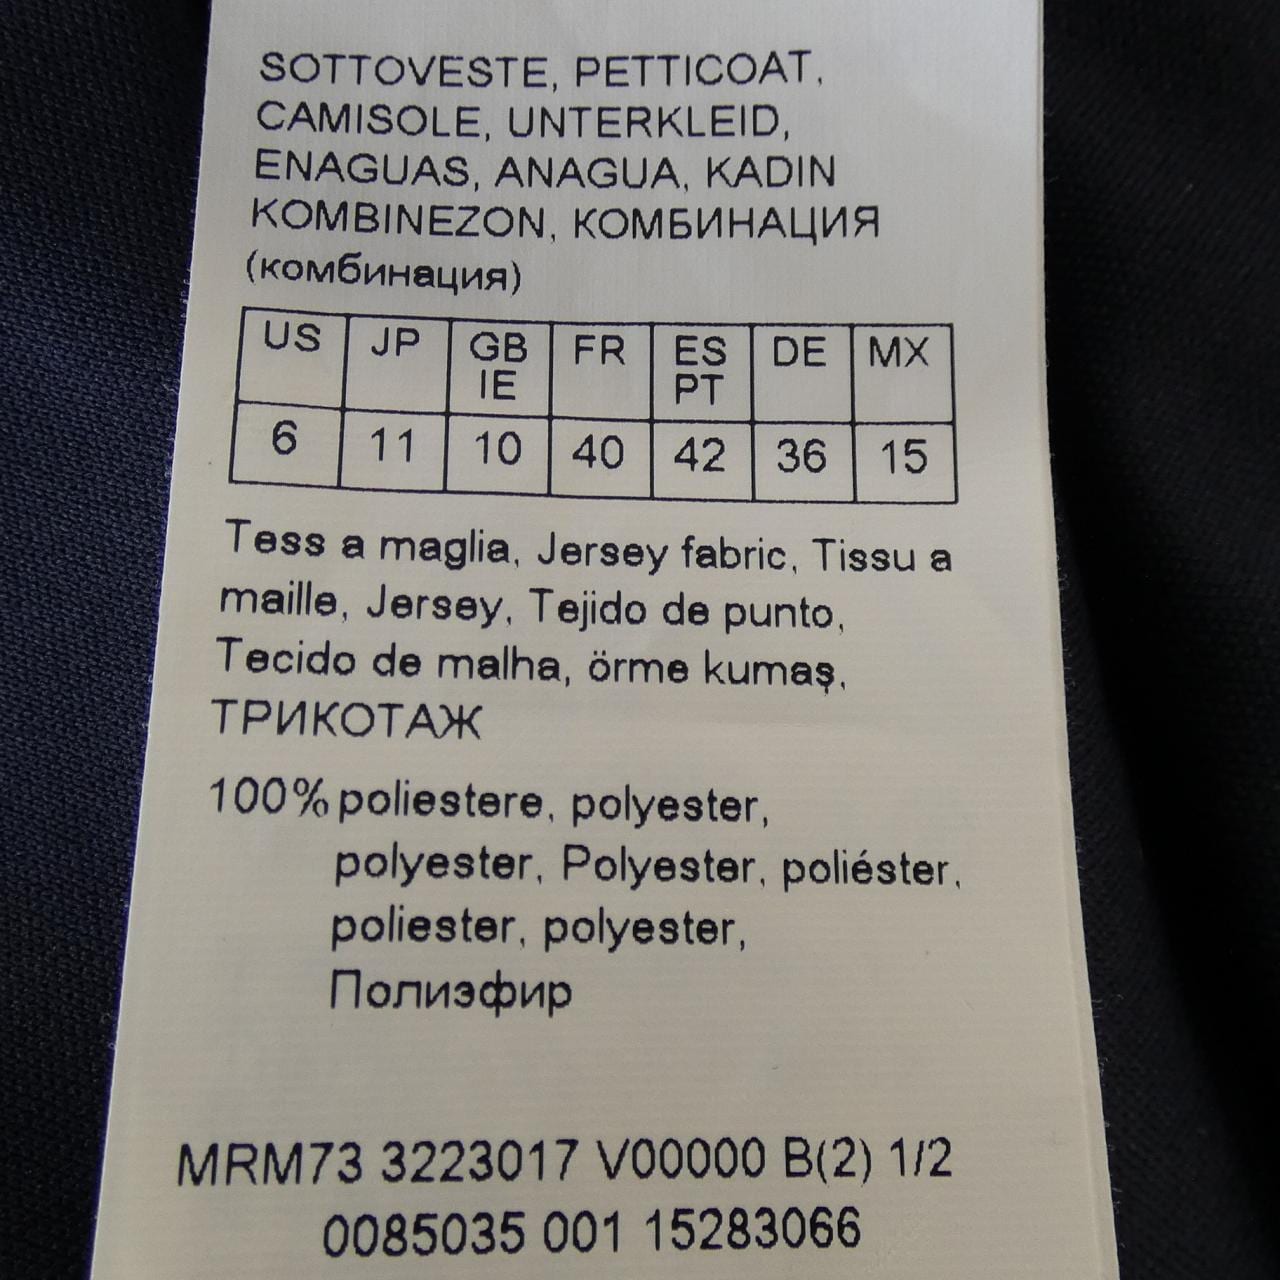 SOTTOVESTE, PETTICOAT,
CAMISOLE, UNTERKLEID,
ENAGUAS, ANAGUA, KADIN
KOMBINEZON, КОМБИНАЦИЯ
(комбинация)
US JP GB IE FR ES PT DE MX
6 11 10 40 42 36 15
Tess a maglia, Jersey fabric, Tissu a
maille, Jersey, Tejido de punto,
Tecido de malha, örme kumaş,
ТРИКОТАЖ
100% poliestere, polyester,
polyester, Polyester, poliéster,
poliester, polyester,
Полиэфир
MRM73 3223017 V00000 B(2) 1/2
0085035 001 15283066